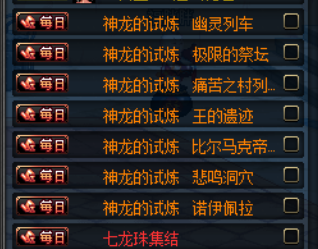 每日 神龙的试炼 幽灵列车
每日 神龙的试炼 极限的祭坛
每日 神龙的试炼 痛苦之村列...
每日 神龙的试炼 王的遗迹
每日 神龙的试炼 比尔马克帝...
每日 神龙的试炼 悲鸣洞穴
每日 神龙的试炼 诺伊佩拉
每日 七龙珠集结